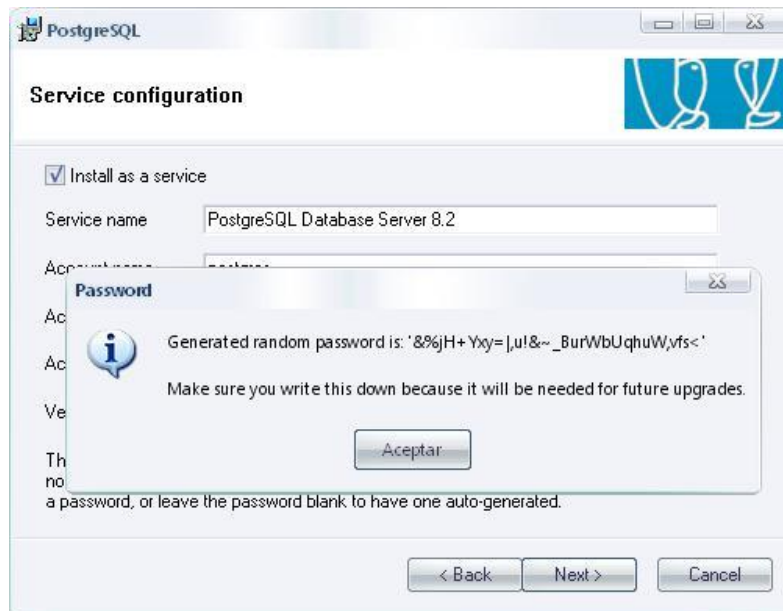 PostgreSQL
Service configuration
Install as a service
Service name PostgreSQL Database Server 8.2
Password
Generated random password is: '&%jH+Yxy=|,u!&~_BurWbUqhuW,vfs<'
Make sure you write this down because it will be needed for future upgrades.
Aceptar
a password, or leave the password blank to have one auto-generated.
< Back Next > Cancel